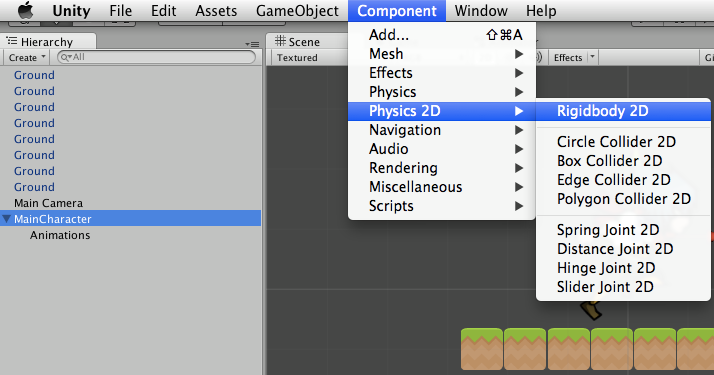 Unity File Edit Assets GameObject Component Window Help
Hierarchy
Create
All
Ground
Ground
Ground
Ground
Ground
Ground
Ground
Ground
Main Camera
MainCharacter
Animations
Scene
Textured
Effects
Gi
Add... ⇧⌘A
Mesh
Effects
Physics
Physics 2D
Navigation
Audio
Rendering
Miscellaneous
Scripts
Rigidbody 2D
Circle Collider 2D
Box Collider 2D
Edge Collider 2D
Polygon Collider 2D
Spring Joint 2D
Distance Joint 2D
Hinge Joint 2D
Slider Joint 2D